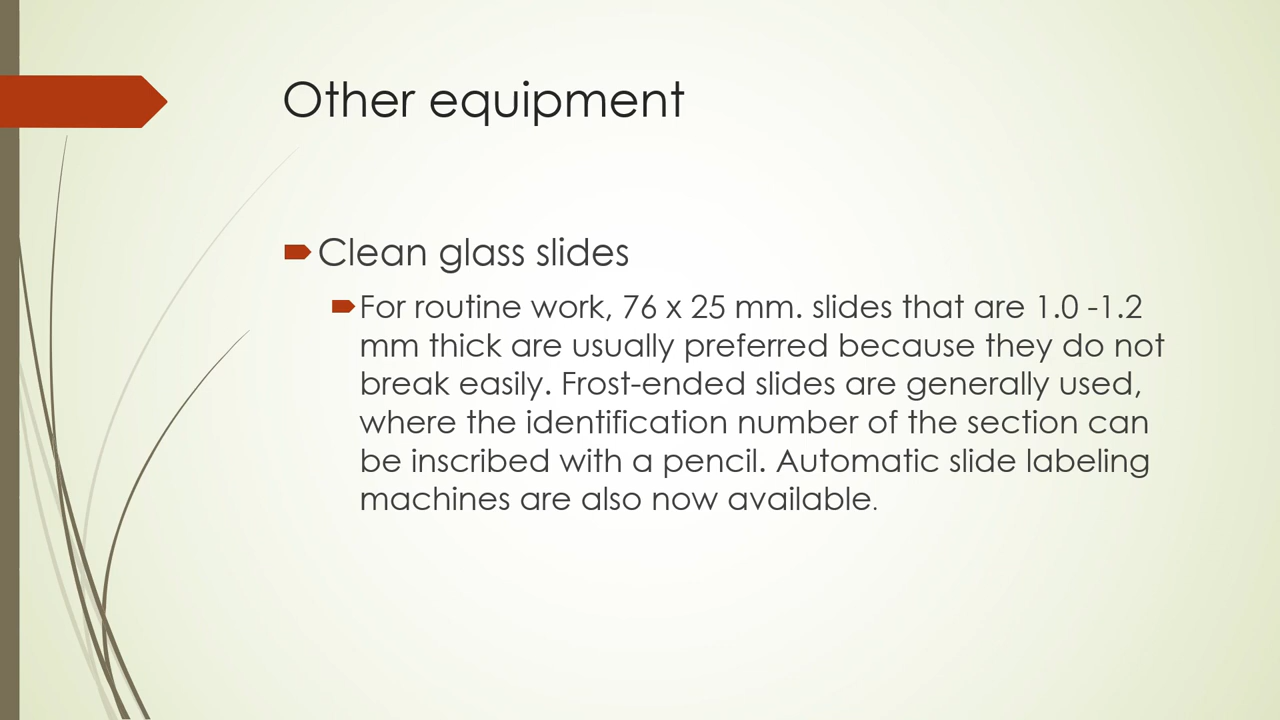 Other equipment
Clean glass slides
For routine work, 76 x 25 mm. slides that are 1.0 -1.2
mm thick are usually preferred because they do not
break easily. Frost-ended slides are generally used,
where the identification number of the section can
be inscribed with a pencil. Automatic slide labeling
machines are also now available.